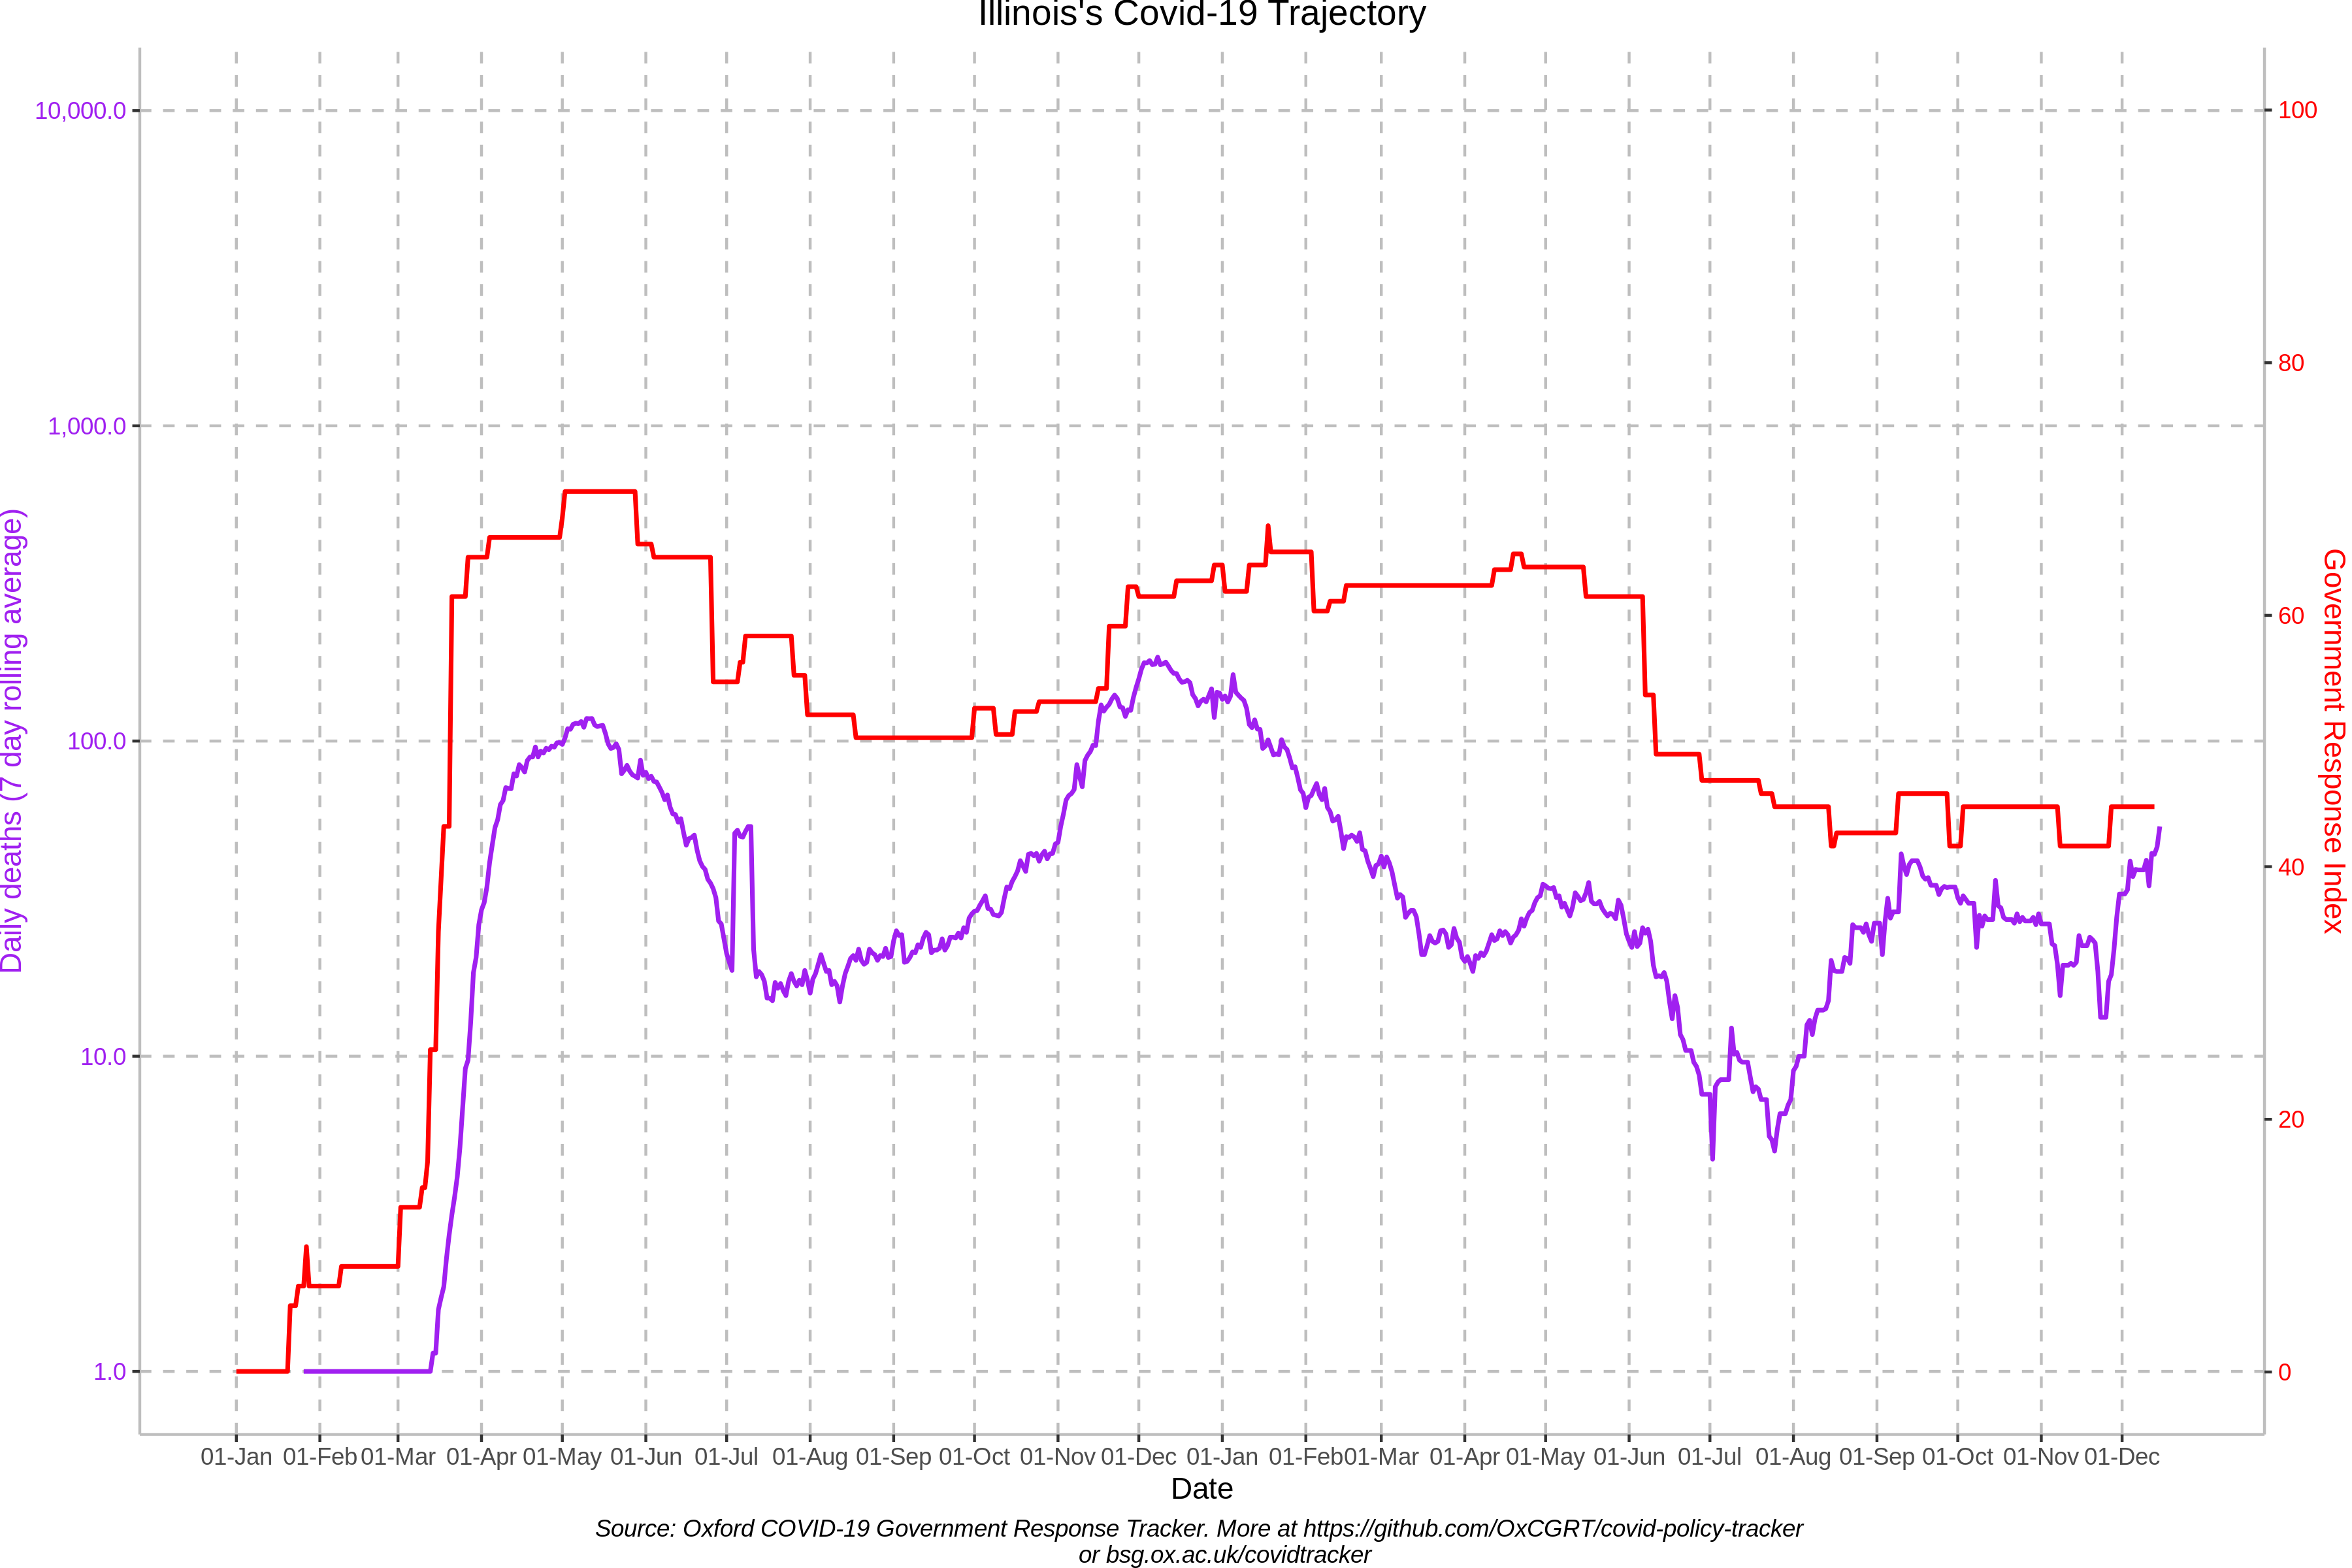 Illinois's Covid-19 Trajectory
10,000.0
1,000.0
100.0
10.0
1.0
Daily deaths (7 day rolling average)
100
80
60
40
20
0
Government Response Index
01-Jan 01-Feb 01-Mar 01-Apr 01-May 01-Jun 01-Jul 01-Aug 01-Sep 01-Oct 01-Nov 01-Dec 01-Jan 01-Feb 01-Mar 01-Apr 01-May 01-Jun 01-Jul 01-Aug 01-Sep 01-Oct 01-Nov 01-Dec
Date
Source: Oxford COVID-19 Government Response Tracker. More at https://github.com/OxCGRT/covid-policy-tracker
or bsg.ox.ac.uk/covidtracker